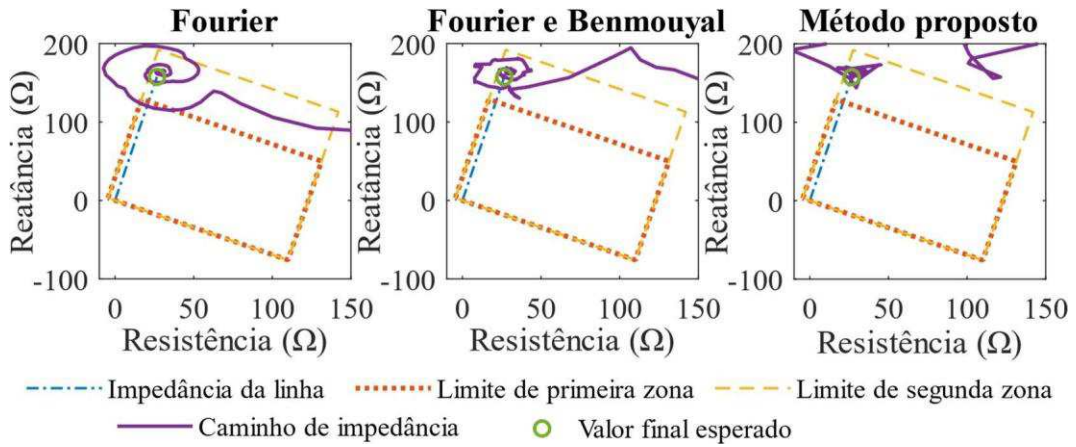 Fourier
Fourier e Benmouyal
Método proposto
200
100
0
-100
Reatância (Ω)
0 50 100 150
Resistência (Ω)
200
100
0
-100
Reatância (Ω)
0 50 100 150
Resistência (Ω)
200
100
0
-100
Reatância (Ω)
0 50 100 150
Resistência (Ω)
Impedância da linha
Limite de primeira zona
Limite de segunda zona
Caminho de impedância
Valor final esperado